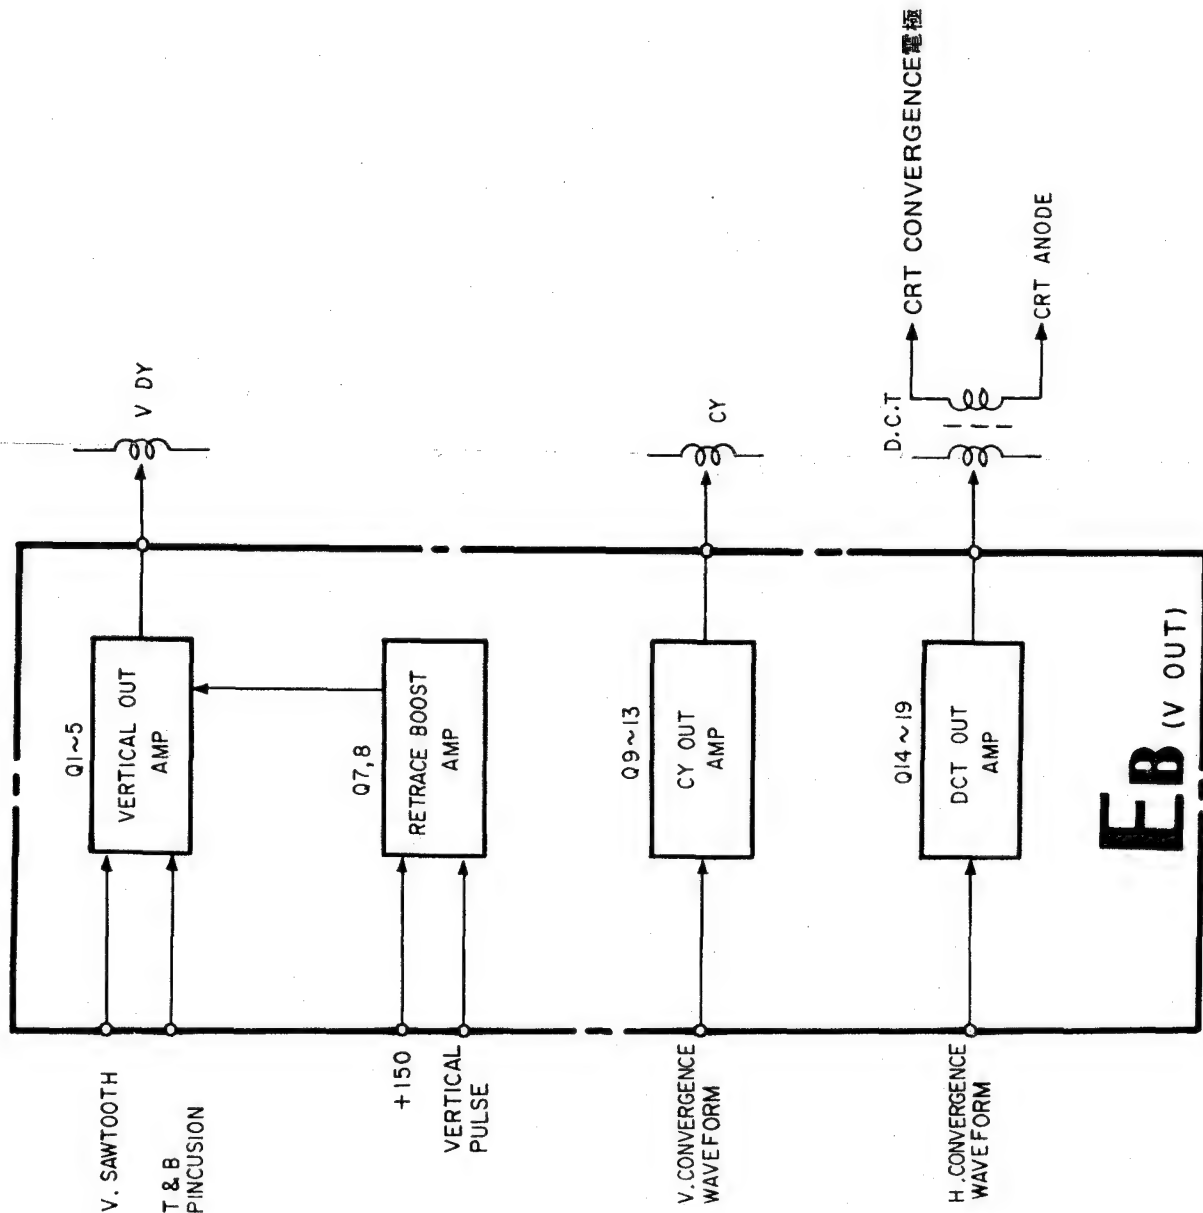 V. SAWTOOTH
T & B
PINCUSION
Q1~5
VERTICAL OUT
AMP
V DY
+150
VERTICAL
PULSE
Q7,8
RETRACE BOOST
AMP
V.CONVERGENCE
WAVEFORM
Q9~13
CY OUT
AMP
CY
H.CONVERGENCE
WAVEFORM
Q14~19
DCT OUT
AMP
D.C.T
CRT CONVERGENCE電極
CRT ANODE
EB (V OUT)